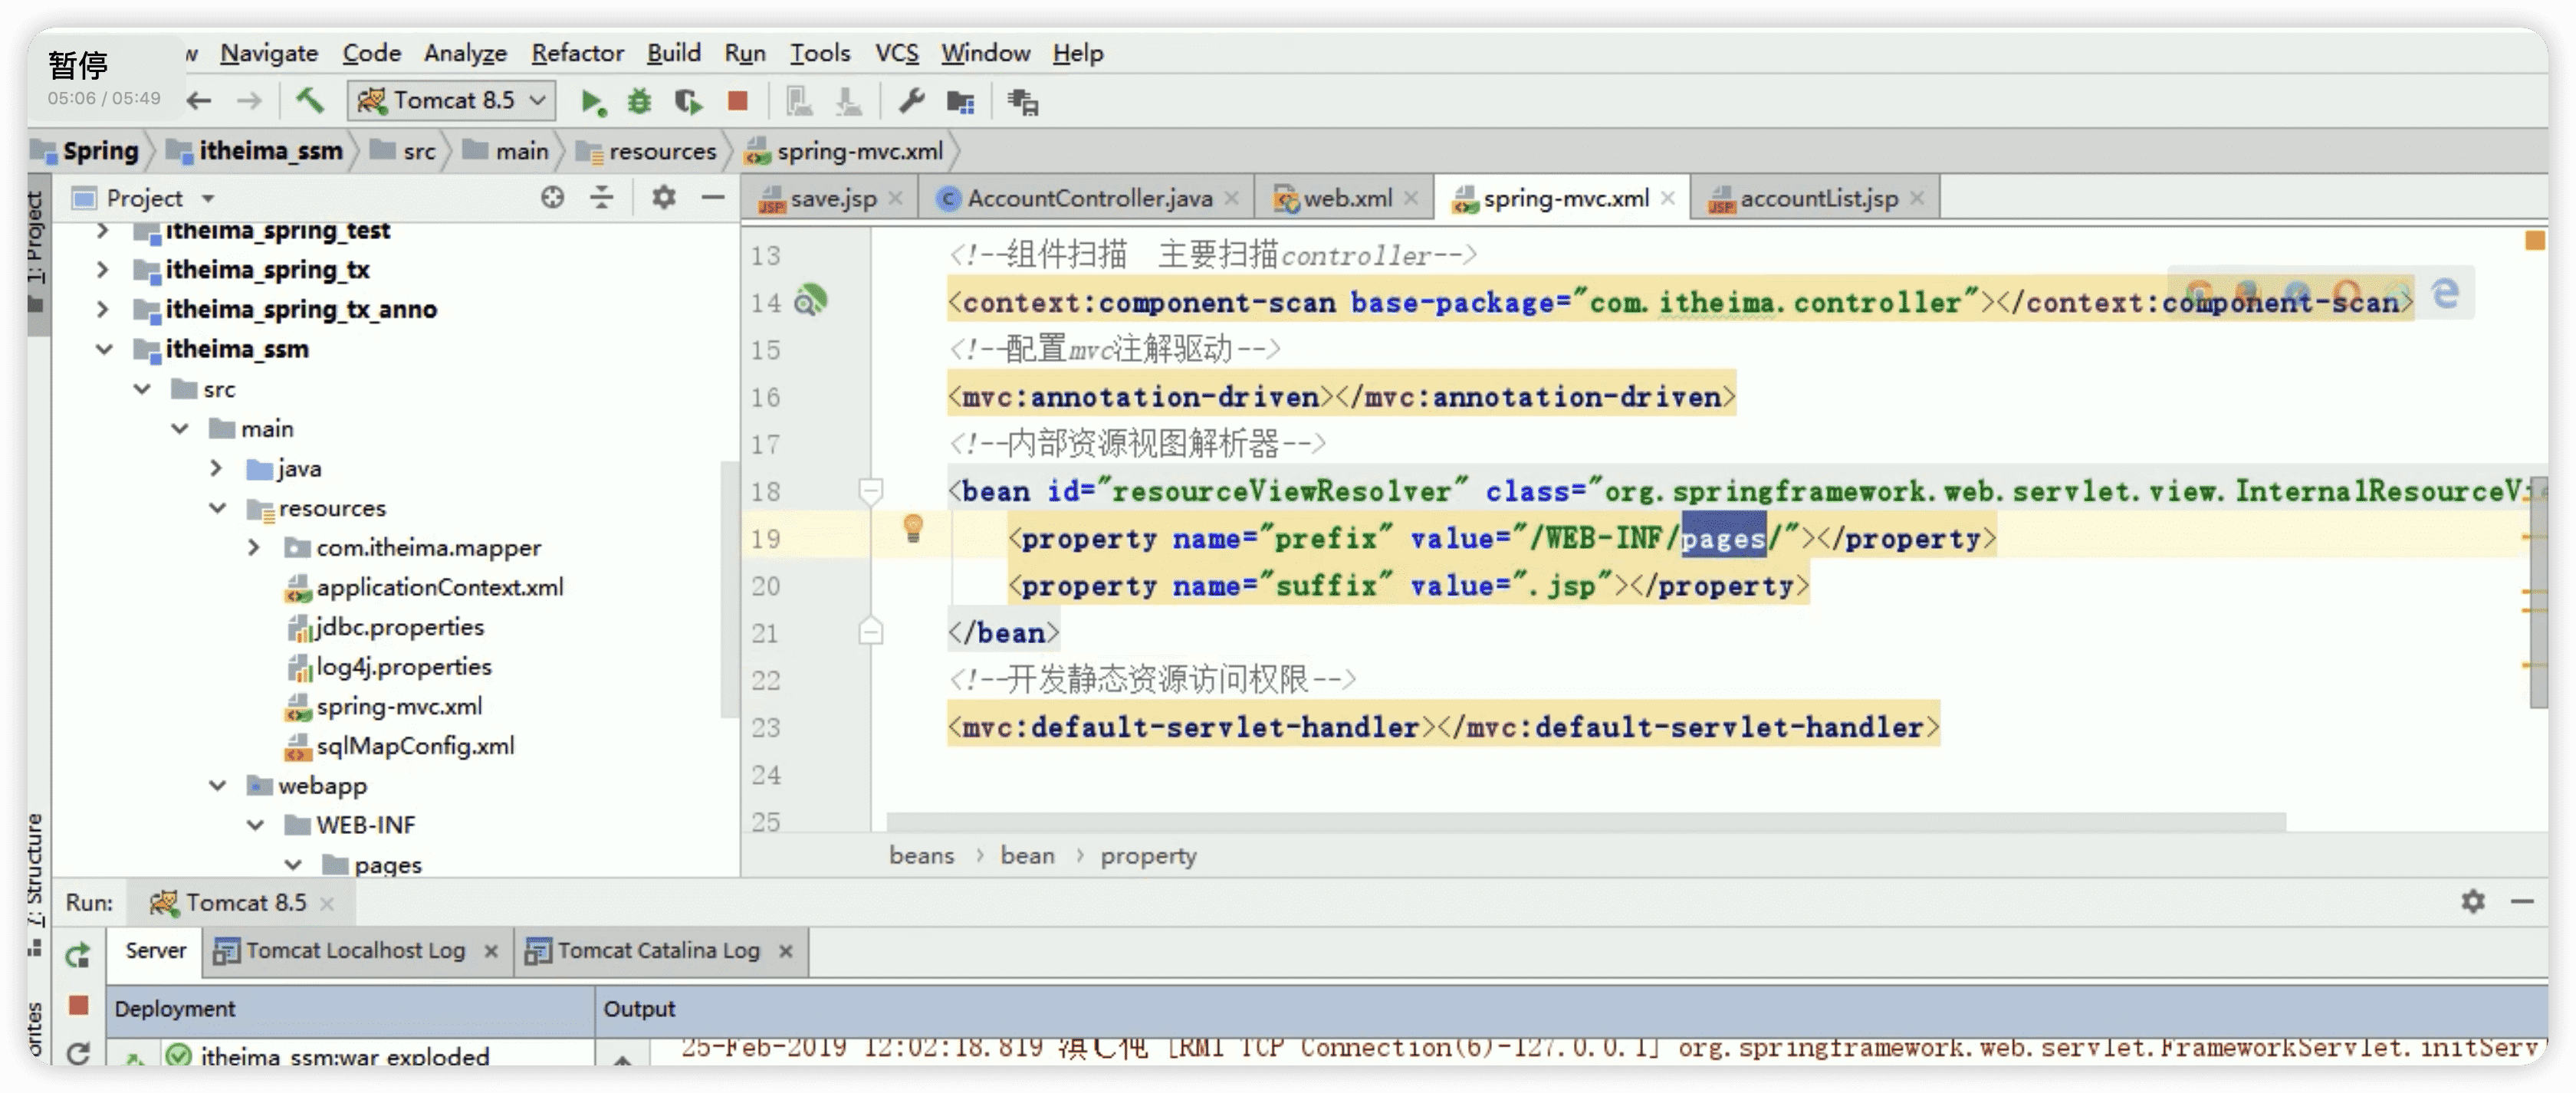 暂停
05:06 / 05:49
w Navigate Code Analyze Refactor Build Run Tools VCS Window Help
Tomcat 8.5
Spring itheima_ssm src main resources spring-mvc.xml
1: Project
Project
itheima_spring_test
itheima_spring_tx
itheima_spring_tx_anno
itheima_ssm
src
main
java
resources
com.itheima.mapper
applicationContext.xml
jdbc.properties
log4j.properties
spring-mvc.xml
sqlMapConfig.xml
webapp
WEB-INF
pages
save.jsp AccountController.java web.xml spring-mvc.xml accountList.jsp
13 <!--组件扫描 主要扫描controller-->
14 <context:component-scan base-package="com.itheima.controller"></context:component-scan>
15 <!--配置mvc注解驱动-->
16 <mvc:annotation-driven></mvc:annotation-driven>
17 <!--内部资源视图解析器-->
18 <bean id="resourceViewResolver" class="org.springframework.web.servlet.view.InternalResourceVi
19 <property name="prefix" value="/WEB-INF/pages/"></property>
20 <property name="suffix" value=".jsp"></property>
21 </bean>
22 <!--开发静态资源访问权限-->
23 <mvc:default-servlet-handler></mvc:default-servlet-handler>
24
25
beans › bean › property
7: Structure
orites
Run: Tomcat 8.5
Server Tomcat Localhost Log Tomcat Catalina Log
Deployment Output
itheima_ssm:war exploded
25-Feb-2019 12:02:18.819 [RMI TCP Connection(6)-127.0.0.1] org.springframework.web.servlet.FrameworkServlet.initServ